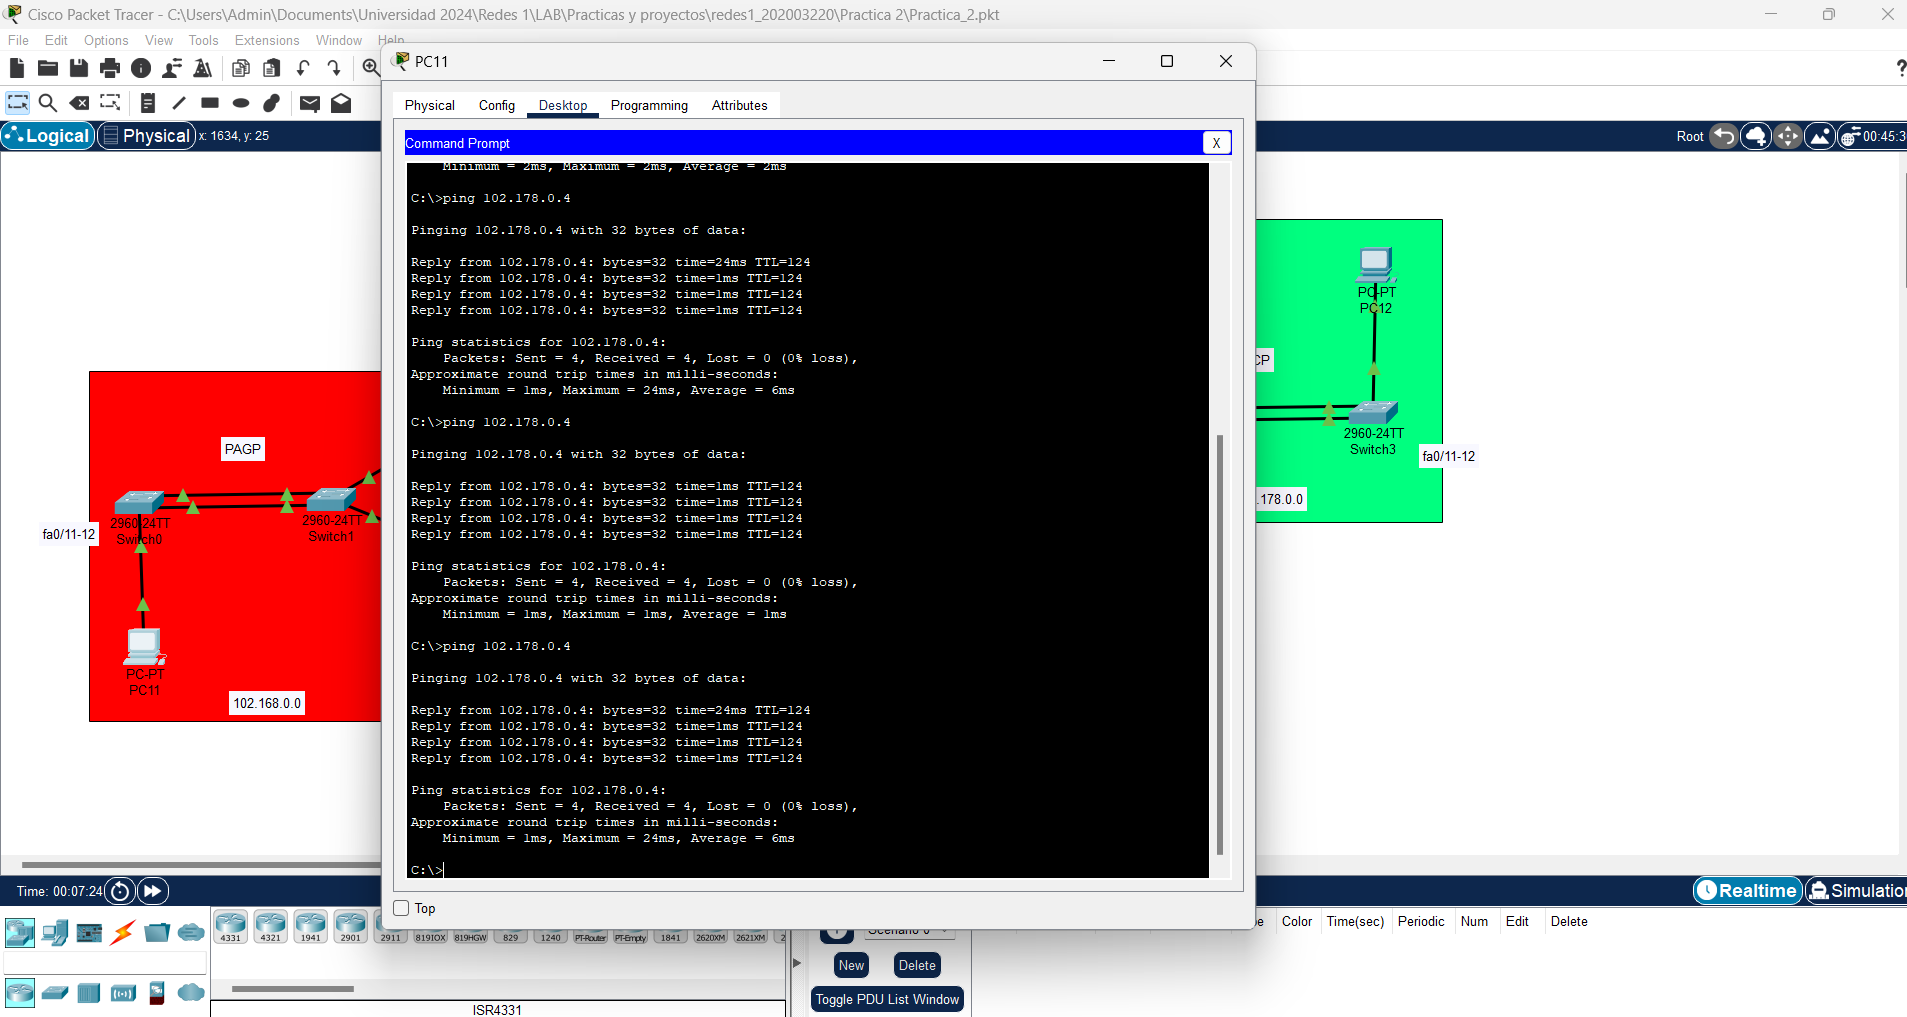 Cisco Packet Tracer - C:\Users\Admin\Documents\Universidad 2024\Redes 1\LAB\Practicas y proyectos\redes1_202003220\Practica 2\Practica_2.pkt
File Edit Options View Tools Extensions Window Help
PC11
Physical Config Desktop Programming Attributes
Logical Physical x: 1634, y: 25
Root 00:45:3
Command Prompt X
Minimum = 2ms, Maximum = 2ms, Average = 2ms
C:\>ping 102.178.0.4
Pinging 102.178.0.4 with 32 bytes of data:
Reply from 102.178.0.4: bytes=32 time=24ms TTL=124
Reply from 102.178.0.4: bytes=32 time=1ms TTL=124
Reply from 102.178.0.4: bytes=32 time=1ms TTL=124
Reply from 102.178.0.4: bytes=32 time=1ms TTL=124
Ping statistics for 102.178.0.4:
Packets: Sent = 4, Received = 4, Lost = 0 (0% loss),
Approximate round trip times in milli-seconds:
Minimum = 1ms, Maximum = 24ms, Average = 6ms
C:\>ping 102.178.0.4
Pinging 102.178.0.4 with 32 bytes of data:
Reply from 102.178.0.4: bytes=32 time=1ms TTL=124
Reply from 102.178.0.4: bytes=32 time=1ms TTL=124
Reply from 102.178.0.4: bytes=32 time=1ms TTL=124
Reply from 102.178.0.4: bytes=32 time=1ms TTL=124
Ping statistics for 102.178.0.4:
Packets: Sent = 4, Received = 4, Lost = 0 (0% loss),
Approximate round trip times in milli-seconds:
Minimum = 1ms, Maximum = 1ms, Average = 1ms
C:\>ping 102.178.0.4
Pinging 102.178.0.4 with 32 bytes of data:
Reply from 102.178.0.4: bytes=32 time=24ms TTL=124
Reply from 102.178.0.4: bytes=32 time=1ms TTL=124
Reply from 102.178.0.4: bytes=32 time=1ms TTL=124
Reply from 102.178.0.4: bytes=32 time=1ms TTL=124
Ping statistics for 102.178.0.4:
Packets: Sent = 4, Received = 4, Lost = 0 (0% loss),
Approximate round trip times in milli-seconds:
Minimum = 1ms, Maximum = 24ms, Average = 6ms
C:\>
Top
PAGP
2960-24TT
Switch0
2960-24TT
Switch1
fa0/11-12
PC-PT
PC11
102.168.0.0
PC-PT
PC12
CP
2960-24TT
Switch3
fa0/11-12
.178.0.0
Time: 00:07:24
Realtime Simulation
4331 4321 1941 2901 2911 819IOX 819HGW 829 1240 PT-Router PT-Empty 1841 2620XM 2621XM 2
ISR4331
Scenario 0
New Delete
Toggle PDU List Window
e Color Time(sec) Periodic Num Edit Delete